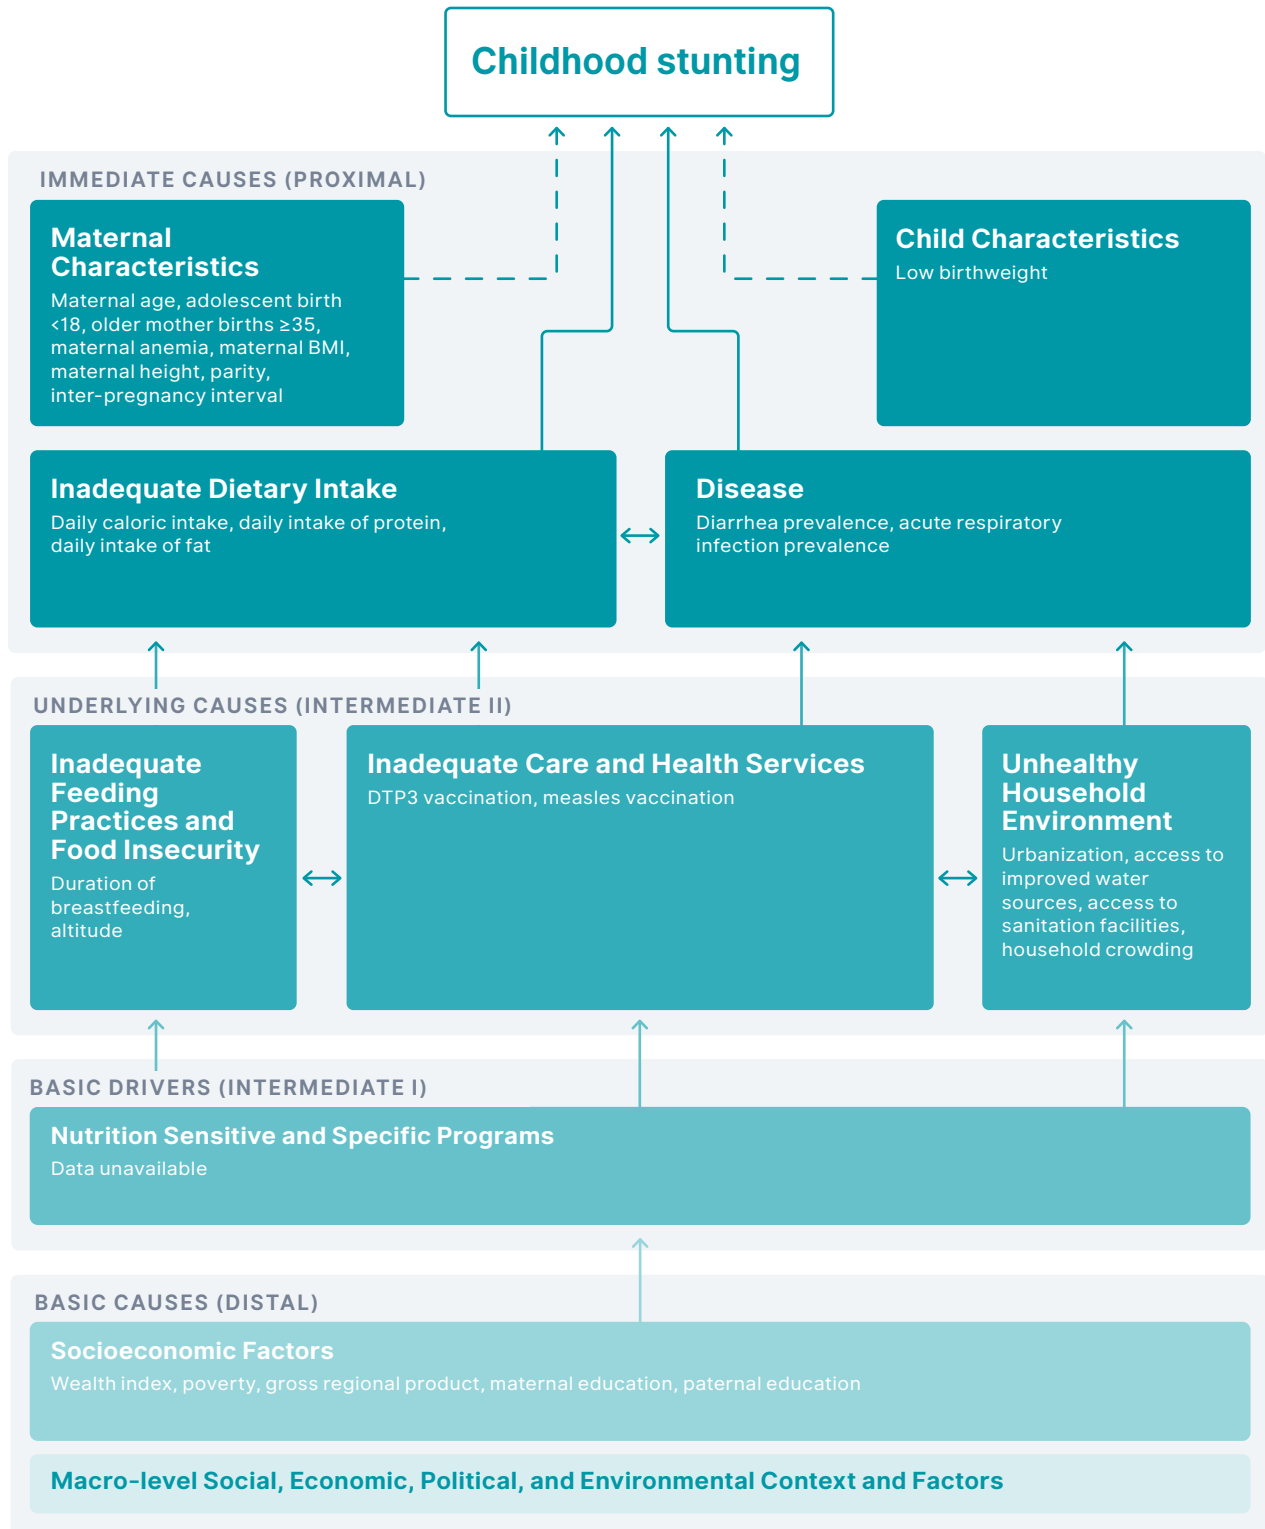 Childhood stunting
IMMEDIATE CAUSES (PROXIMAL)
Maternal
Characteristics
Maternal age, adolescent birth
<18, older mother births ≥35,
maternal anemia, maternal BMI,
maternal height, parity,
inter-pregnancy interval
Child Characteristics
Low birthweight
Inadequate Dietary Intake
Daily caloric intake, daily intake of protein,
daily intake of fat
Disease
Diarrhea prevalence, acute respiratory
infection prevalence
UNDERLYING CAUSES (INTERMEDIATE II)
Inadequate
Feeding
Practices and
Food Insecurity
Duration of
breastfeeding,
altitude
Inadequate Care and Health Services
DTP3 vaccination, measles vaccination
Unhealthy
Household
Environment
Urbanization, access to
improved water
sources, access to
sanitation facilities,
household crowding
BASIC DRIVERS (INTERMEDIATE I)
Nutrition Sensitive and Specific Programs
Data unavailable
BASIC CAUSES (DISTAL)
Socioeconomic Factors
Wealth index, poverty, gross regional product, maternal education, paternal education
Macro-level Social, Economic, Political, and Environmental Context and Factors